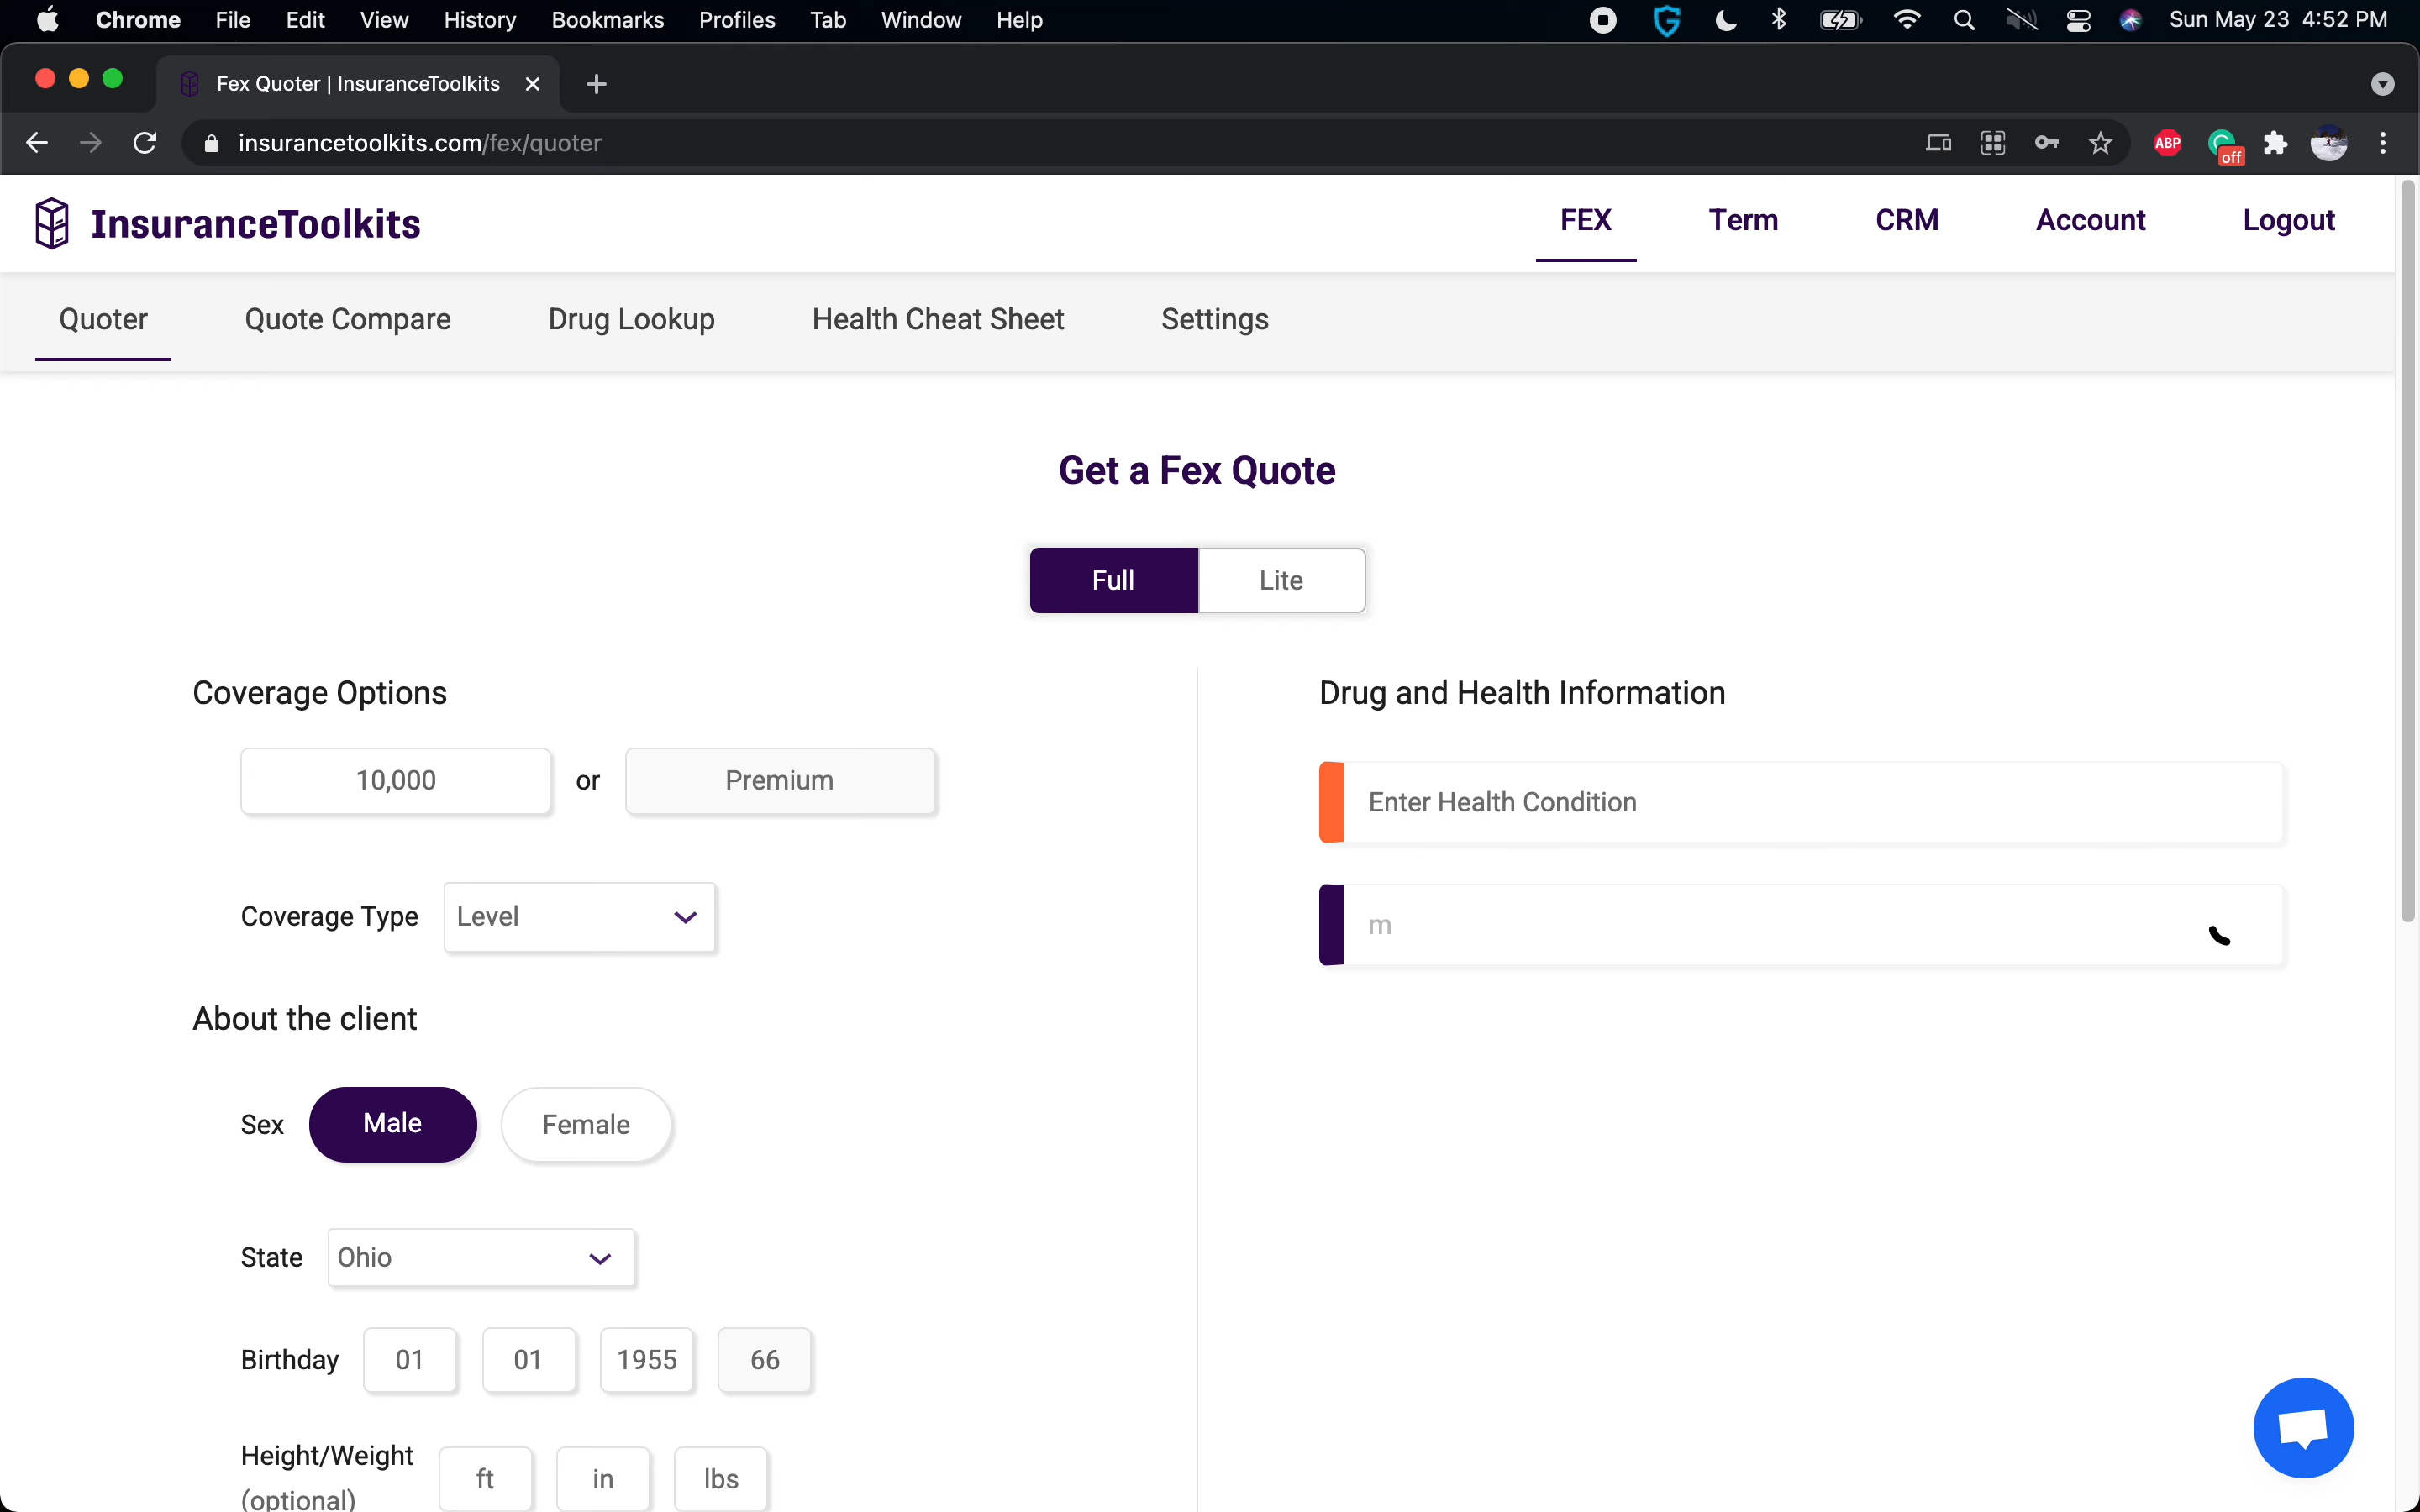 Chrome File Edit View History Bookmarks Profiles Tab Window Help Sun May 23 4:52 PM
Fex Quoter | InsuranceToolkits
insurancetoolkits.com/fex/quoter ABP off
InsuranceToolkits FEX Term CRM Account Logout
Quoter Quote Compare Drug Lookup Health Cheat Sheet Settings
Get a Fex Quote
Full Lite
Coverage Options
10,000 or Premium
Coverage Type Level
About the client
Sex Male Female
State Ohio
Birthday 01 01 1955 66
Height/Weight
(optional) ft in lbs
Drug and Health Information
Enter Health Condition
m